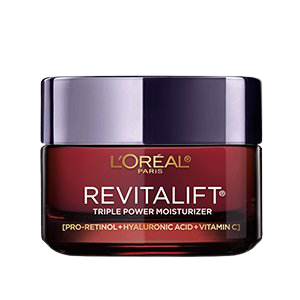 L'ORÉAL®
PARIS
REVITALIFT®
TRIPLE POWER MOISTURIZER
[PRO-RETINOL+HYALURONIC ACID+VITAMIN C]